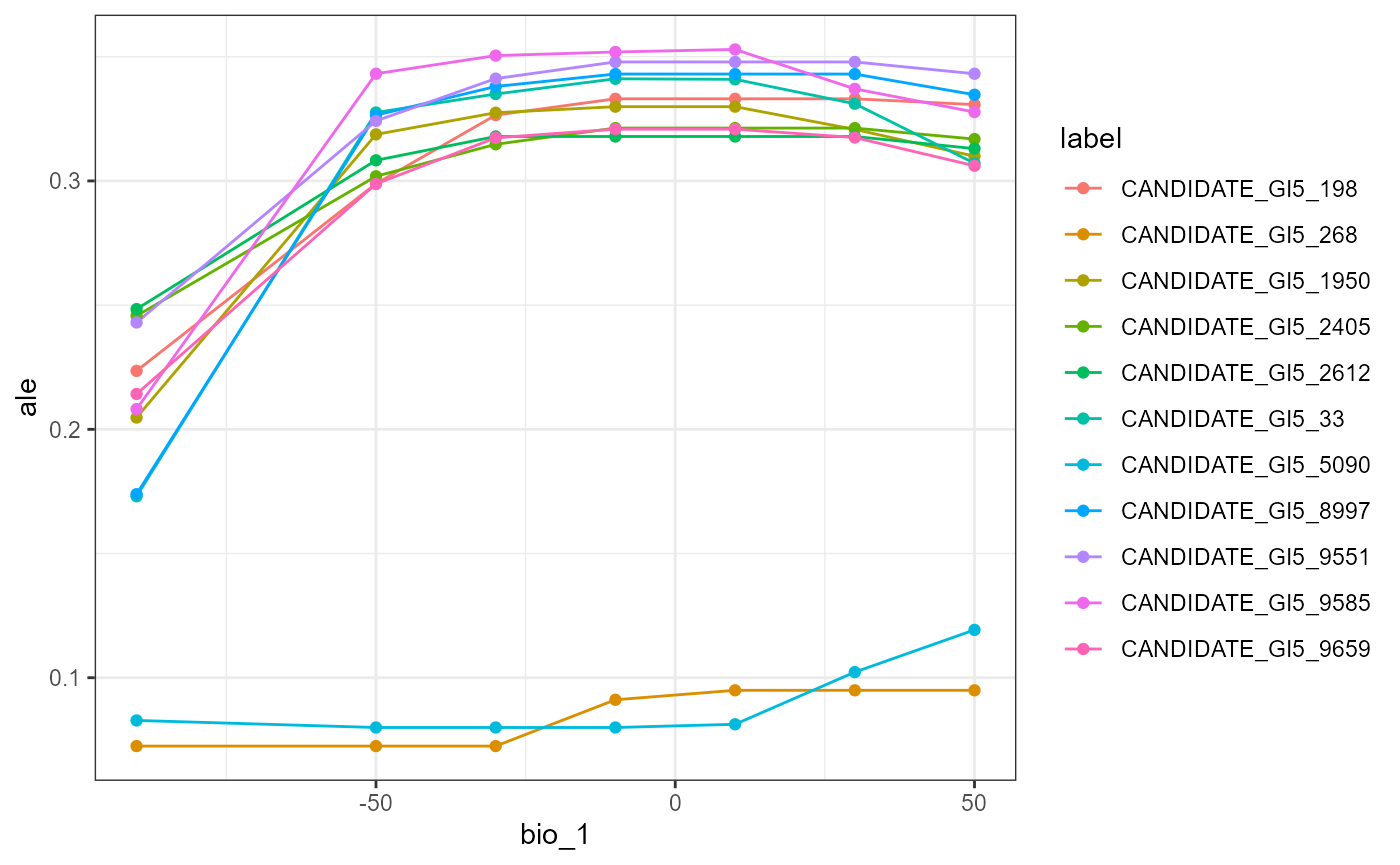 0.3
0.2
0.1
ale
-50
0
50
bio_1
label
CANDIDATE_GI5_198
CANDIDATE_GI5_268
CANDIDATE_GI5_1950
CANDIDATE_GI5_2405
CANDIDATE_GI5_2612
CANDIDATE_GI5_33
CANDIDATE_GI5_5090
CANDIDATE_GI5_8997
CANDIDATE_GI5_9551
CANDIDATE_GI5_9585
CANDIDATE_GI5_9659